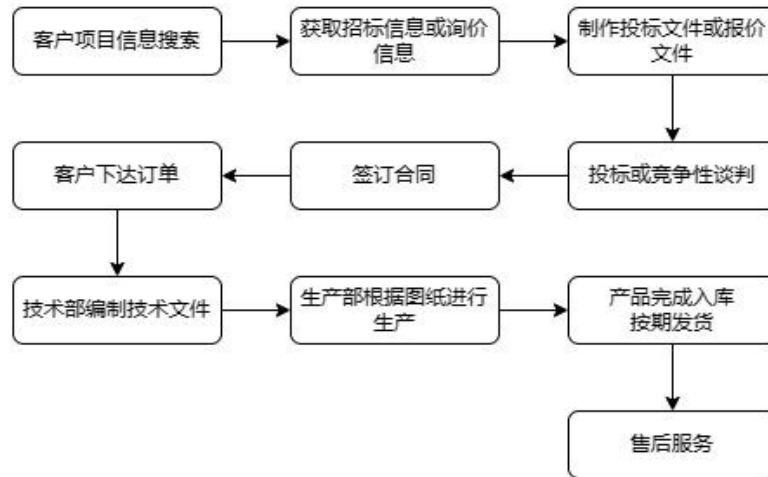 客户项目信息搜索
获取招标信息或询价
信息
制作投标文件或报价
文件
投标或竞争性谈判
签订合同
客户下达订单
技术部编制技术文件
生产部根据图纸进行
生产
产品完成入库
按期发货
售后服务